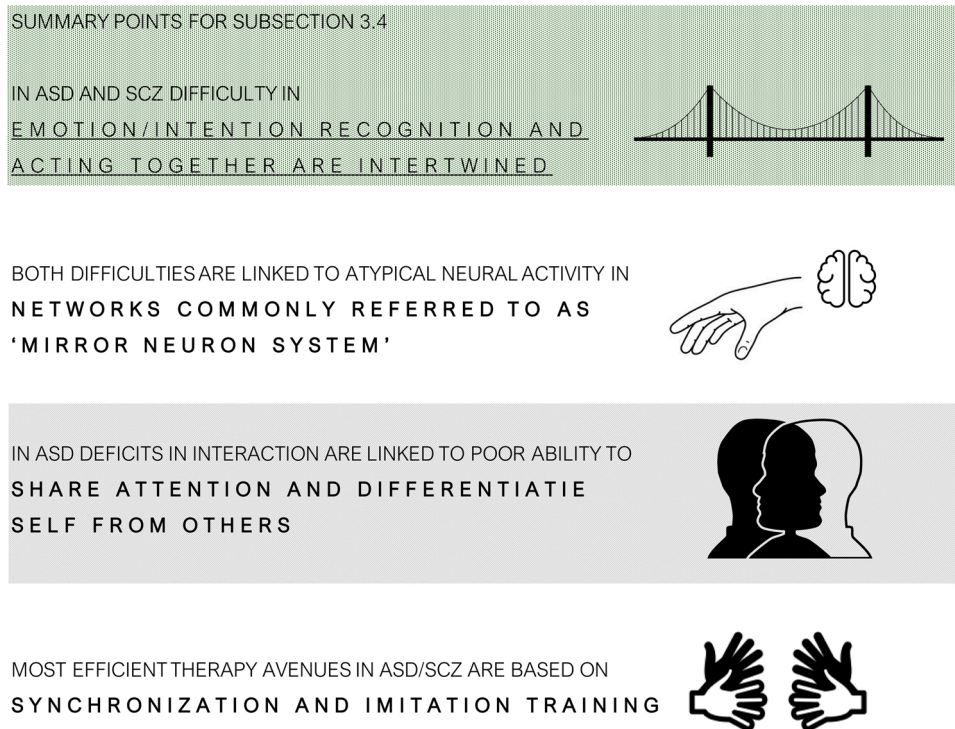 SUMMARY POINTS FOR SUBSECTION 3.4
IN ASD AND SCZ DIFFICULTY IN
EMOTION/INTENTION RECOGNITION AND
ACTING TOGETHER ARE INTERTWINED
BOTH DIFFICULTIES ARE LINKED TO ATYPICAL NEURAL ACTIVITY IN
NETWORKS COMMONLY REFERRED TO AS
‘MIRROR NEURON SYSTEM’
IN ASD DEFICITS IN INTERACTION ARE LINKED TO POOR ABILITY TO
SHARE ATTENTION AND DIFFERENTIATIE
SELF FROM OTHERS
MOST EFFICIENT THERAPY AVENUES IN ASD/SCZ ARE BASED ON
SYNCHRONIZATION AND IMITATION TRAINING